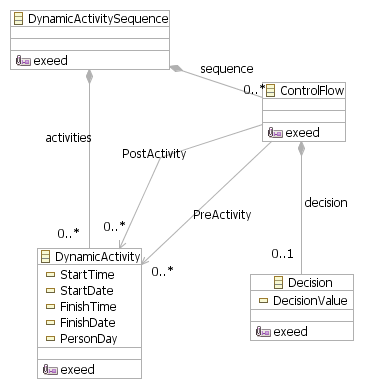 DynamicActivitySequence
exeed
sequence
0..*
ControlFlow
exeed
activities
PostActivity
PreActivity
decision
0..*
0..*
0..*
0..1
DynamicActivity
StartTime
StartDate
FinishTime
FinishDate
PersonDay
exeed
Decision
DecisionValue
exeed